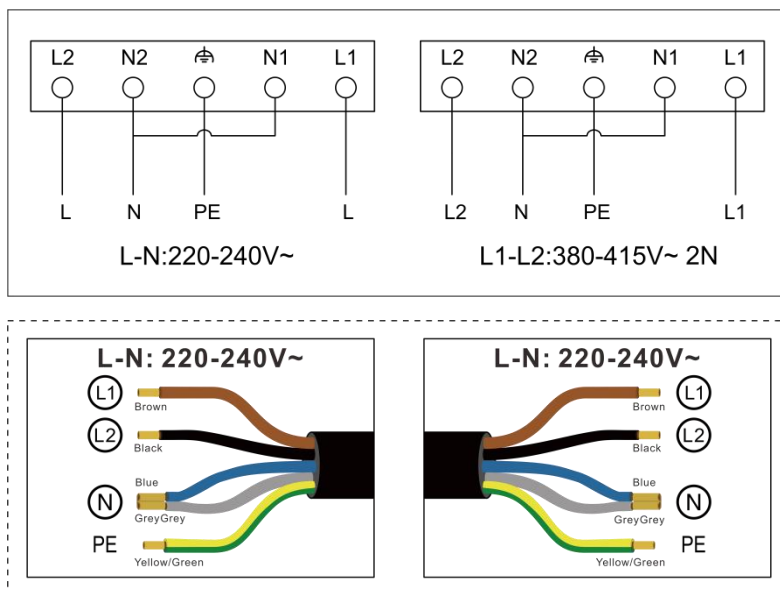 L2 N2 N1 L1
L N PE L
L-N:220-240V~
L2 N2 N1 L1
L2 N PE L1
L1-L2:380-415V~ 2N
L-N: 220-240V~
L1
Brown
L2
Black
Blue
N
GreyGrey
PE
Yellow/Green
L-N: 220-240V~
L1
Brown
L2
Black
Blue
N
GreyGrey
PE
Yellow/Green